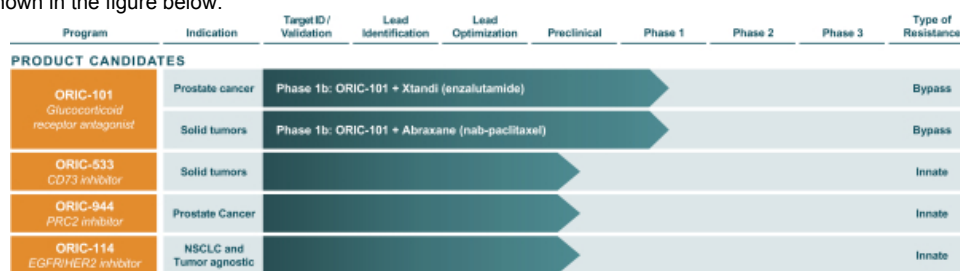 hown in the figure below.
Program
Indication
Target ID /
Validation
Lead
Identification
Lead
Optimization
Preclinical
Phase 1
Phase 2
Phase 3
Type of
Resistance
PRODUCT CANDIDATES
ORIC-101
Glucocorticoid
receptor antagonist
Prostate cancer
Phase 1b: ORIC-101 + Xtandi (enzalutamide)
Bypass
Solid tumors
Phase 1b: ORIC-101 + Abraxane (nab-paclitaxel)
Bypass
ORIC-533
CD73 inhibitor
Solid tumors
Innate
ORIC-944
PRC2 inhibitor
Prostate Cancer
Innate
ORIC-114
EGFR/HER2 inhibitor
NSCLC and
Tumor agnostic
Innate